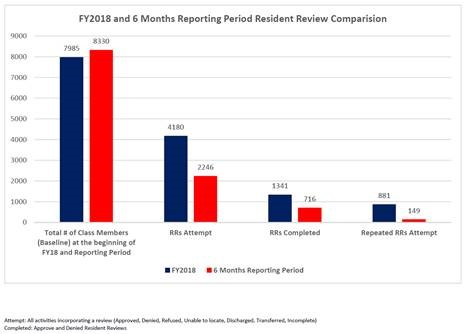 FY2018 and 6 Months Reporting Period Resident Review Comparision
9000
8000
7000
6000
5000
4000
3000
2000
1000
0
7985
8330
4180
2246
1341
716
881
149
Total # of Class Members
(Baseline) at the beginning of
FY18 and Reporting Period
RRs Attempt
RRs Completed
Repeated RRs Attempt
FY2018
6 Months Reporting Period
Attempt: All activities incorporating a review (Approved, Denied, Refused, Unable to locate, Discharged, Transferred, Incomplete)
Completed: Approve and Denied Resident Reviews